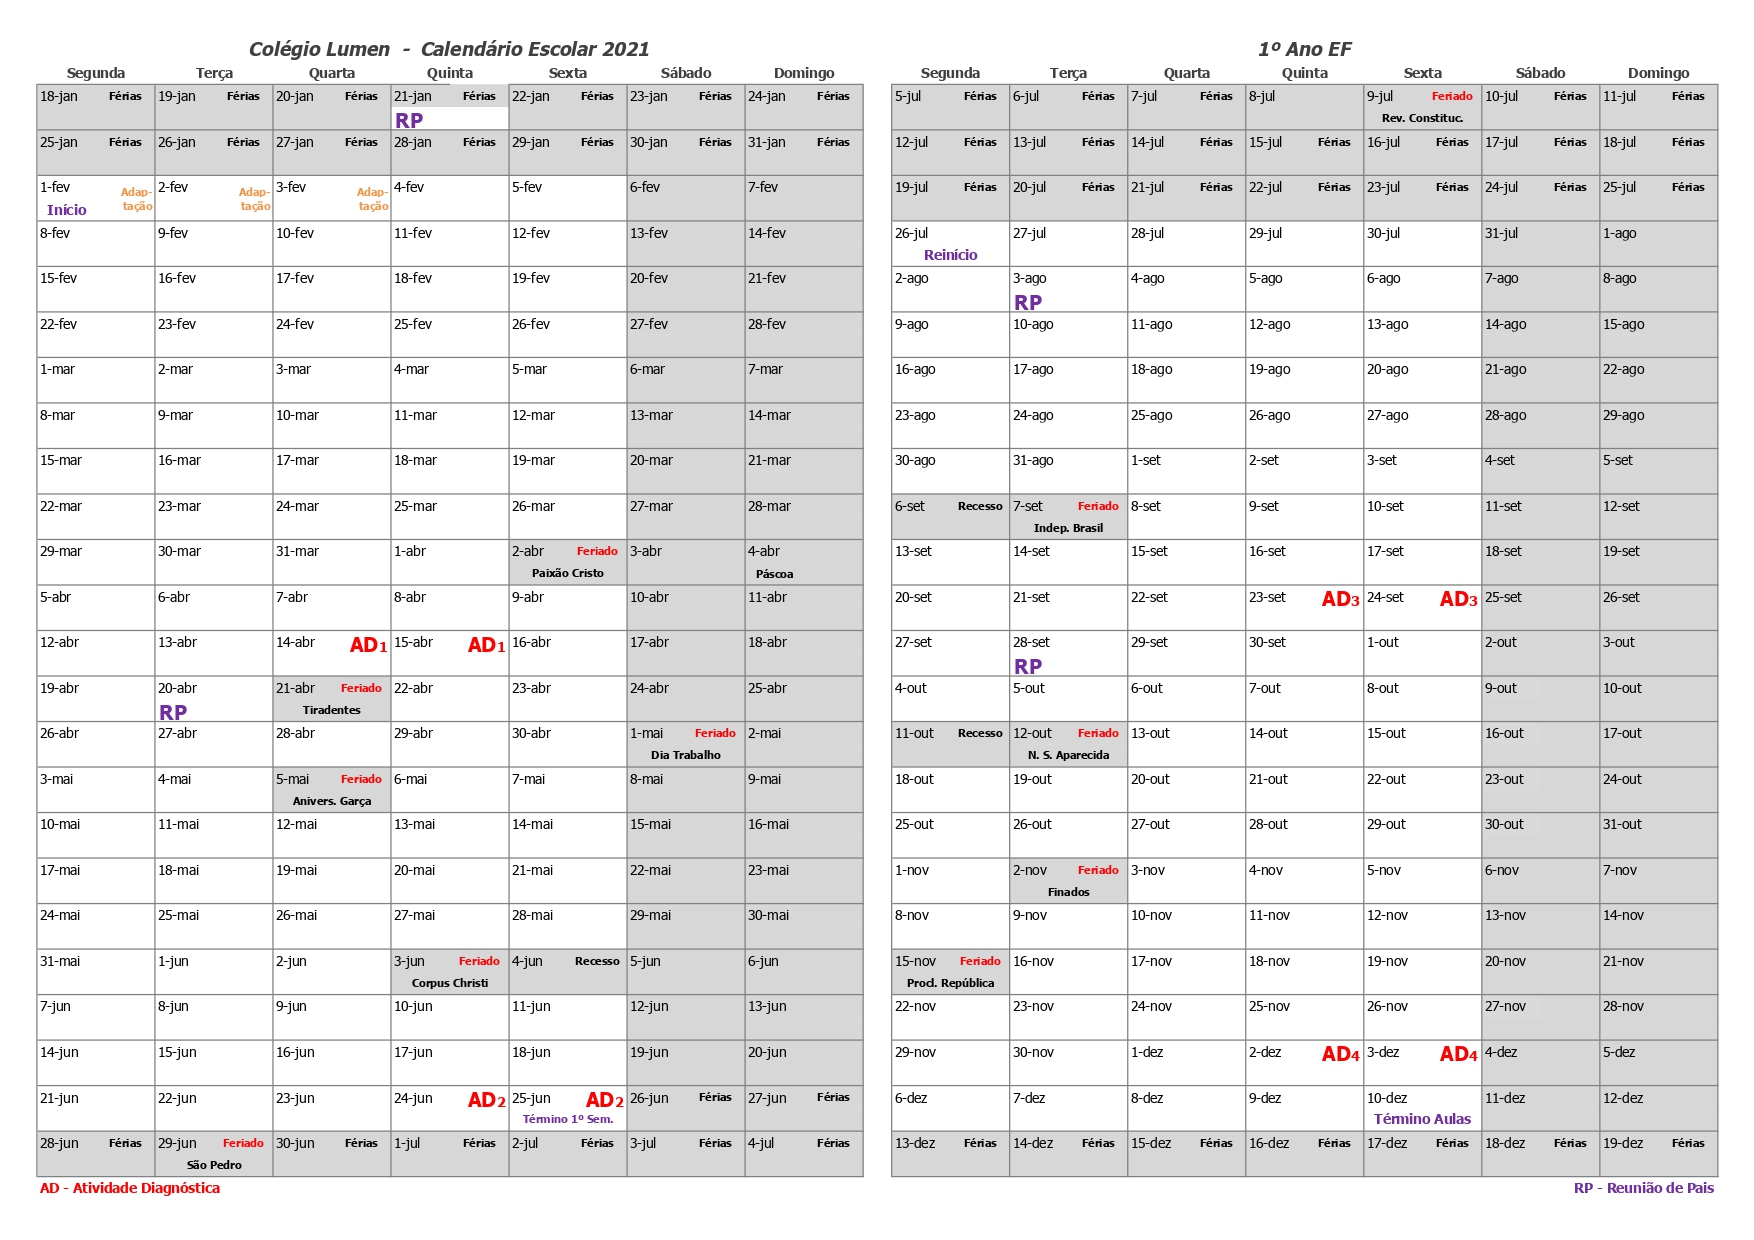 Colégio Lumen - Calendário Escolar 2021
Segunda Terça Quarta Quinta Sexta Sábado Domingo
18-jan Férias 19-jan Férias 20-jan Férias 21-jan Férias 22-jan Férias 23-jan Férias 24-jan Férias
RP
25-jan Férias 26-jan Férias 27-jan Férias 28-jan Férias 29-jan Férias 30-jan Férias 31-jan Férias
1-fev Adap- 2-fev Adap- 3-fev Adap- 4-fev 5-fev 6-fev 7-fev
Início tação tação tação
8-fev 9-fev 10-fev 11-fev 12-fev 13-fev 14-fev
15-fev 16-fev 17-fev 18-fev 19-fev 20-fev 21-fev
22-fev 23-fev 24-fev 25-fev 26-fev 27-fev 28-fev
1-mar 2-mar 3-mar 4-mar 5-mar 6-mar 7-mar
8-mar 9-mar 10-mar 11-mar 12-mar 13-mar 14-mar
15-mar 16-mar 17-mar 18-mar 19-mar 20-mar 21-mar
22-mar 23-mar 24-mar 25-mar 26-mar 27-mar 28-mar
29-mar 30-mar 31-mar 1-abr 2-abr Feriado 3-abr 4-abr
Paixão Cristo Páscoa
5-abr 6-abr 7-abr 8-abr 9-abr 10-abr 11-abr
12-abr 13-abr 14-abr AD1 15-abr AD1 16-abr 17-abr 18-abr
19-abr 20-abr 21-abr Feriado 22-abr 23-abr 24-abr 25-abr
RP Tiradentes
26-abr 27-abr 28-abr 29-abr 30-abr 1-mai Feriado 2-mai
Dia Trabalho
3-mai 4-mai 5-mai Feriado 6-mai 7-mai 8-mai 9-mai
Anivers. Garça
10-mai 11-mai 12-mai 13-mai 14-mai 15-mai 16-mai
17-mai 18-mai 19-mai 20-mai 21-mai 22-mai 23-mai
24-mai 25-mai 26-mai 27-mai 28-mai 29-mai 30-mai
31-mai 1-jun 2-jun 3-jun Feriado 4-jun Recesso 5-jun 6-jun
Corpus Christi
7-jun 8-jun 9-jun 10-jun 11-jun 12-jun 13-jun
14-jun 15-jun 16-jun 17-jun 18-jun 19-jun 20-jun
21-jun 22-jun 23-jun 24-jun AD2 25-jun AD2 26-jun Férias 27-jun Férias
Término 1º Sem.
28-jun Férias 29-jun Feriado 30-jun Férias 1-jul Férias 2-jul Férias 3-jul Férias 4-jul Férias
São Pedro
AD - Atividade Diagnóstica
1º Ano EF
Segunda Terça Quarta Quinta Sexta Sábado Domingo
5-jul Férias 6-jul Férias 7-jul Férias 8-jul 9-jul Feriado 10-jul Férias 11-jul Férias
Rev. Constituc.
12-jul Férias 13-jul Férias 14-jul Férias 15-jul Férias 16-jul Férias 17-jul Férias 18-jul Férias
19-jul Férias 20-jul Férias 21-jul Férias 22-jul Férias 23-jul Férias 24-jul Férias 25-jul Férias
26-jul 27-jul 28-jul 29-jul 30-jul 31-jul 1-ago
Reinício
2-ago 3-ago 4-ago 5-ago 6-ago 7-ago 8-ago
RP
9-ago 10-ago 11-ago 12-ago 13-ago 14-ago 15-ago
16-ago 17-ago 18-ago 19-ago 20-ago 21-ago 22-ago
23-ago 24-ago 25-ago 26-ago 27-ago 28-ago 29-ago
30-ago 31-ago 1-set 2-set 3-set 4-set 5-set
6-set Recesso 7-set Feriado 8-set 9-set 10-set 11-set 12-set
Indep. Brasil
13-set 14-set 15-set 16-set 17-set 18-set 19-set
20-set 21-set 22-set 23-set AD3 24-set AD3 25-set 26-set
27-set 28-set 29-set 30-set 1-out 2-out 3-out
RP
4-out 5-out 6-out 7-out 8-out 9-out 10-out
11-out Recesso 12-out Feriado 13-out 14-out 15-out 16-out 17-out
N. S. Aparecida
18-out 19-out 20-out 21-out 22-out 23-out 24-out
25-out 26-out 27-out 28-out 29-out 30-out 31-out
1-nov 2-nov Feriado 3-nov 4-nov 5-nov 6-nov 7-nov
Finados
8-nov 9-nov 10-nov 11-nov 12-nov 13-nov 14-nov
15-nov Feriado 16-nov 17-nov 18-nov 19-nov 20-nov 21-nov
Procl. República
22-nov 23-nov 24-nov 25-nov 26-nov 27-nov 28-nov
29-nov 30-nov 1-dez 2-dez AD4 3-dez AD4 4-dez 5-dez
6-dez 7-dez 8-dez 9-dez 10-dez 11-dez 12-dez
Término Aulas
13-dez Férias 14-dez Férias 15-dez Férias 16-dez Férias 17-dez Férias 18-dez Férias 19-dez Férias
RP - Reunião de Pais